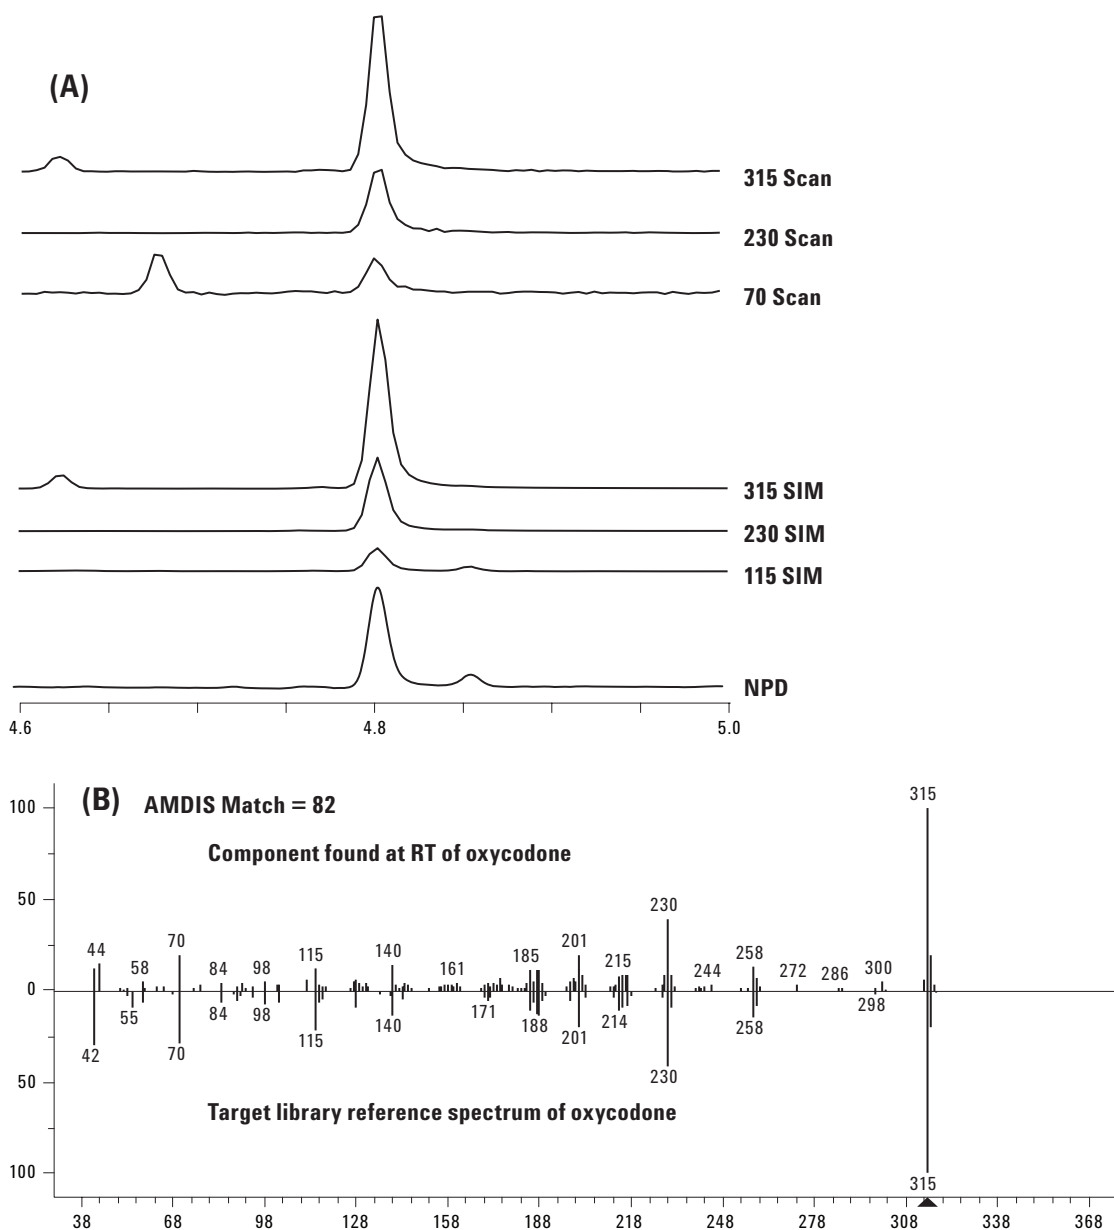 (A)
315 Scan
230 Scan
70 Scan
315 SIM
230 SIM
115 SIM
NPD
4.6 4.8 5.0
(B) AMDIS Match = 82
Component found at RT of oxycodone
100
50
0
50
100
315
230
44 58 70 84 98 115 140 161 185 201 215 244 258 272 286 300
42 55 70 84 98 115 140 171 188 201 214 230 258 298 315
Target library reference spectrum of oxycodone
38 68 98 128 158 188 218 248 278 308 338 368